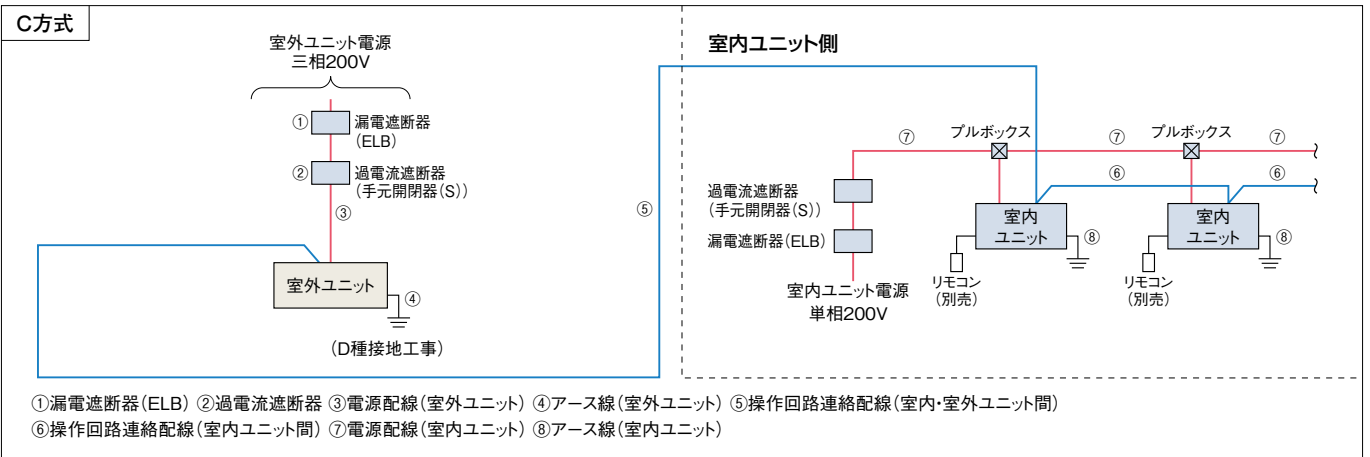 C方式
室外ユニット電源
三相200V
①
漏電遮断器
(ELB)
②
過電流遮断器
(手元開閉器(S))
③
室外ユニット
④
(D種接地工事)
⑤
室内ユニット側
⑦
プルボックス
⑦
プルボックス
⑦
⑥
⑥
過電流遮断器
(手元開閉器(S))
漏電遮断器(ELB)
室内ユニット電源
単相200V
室内
ユニット
⑧
リモコン
(別売)
室内
ユニット
⑧
リモコン
(別売)
①漏電遮断器(ELB) ②過電流遮断器 ③電源配線(室外ユニット) ④アース線(室外ユニット) ⑤操作回路連絡配線(室内・室外ユニット間)
⑥操作回路連絡配線(室内ユニット間) ⑦電源配線(室内ユニット) ⑧アース線(室内ユニット)